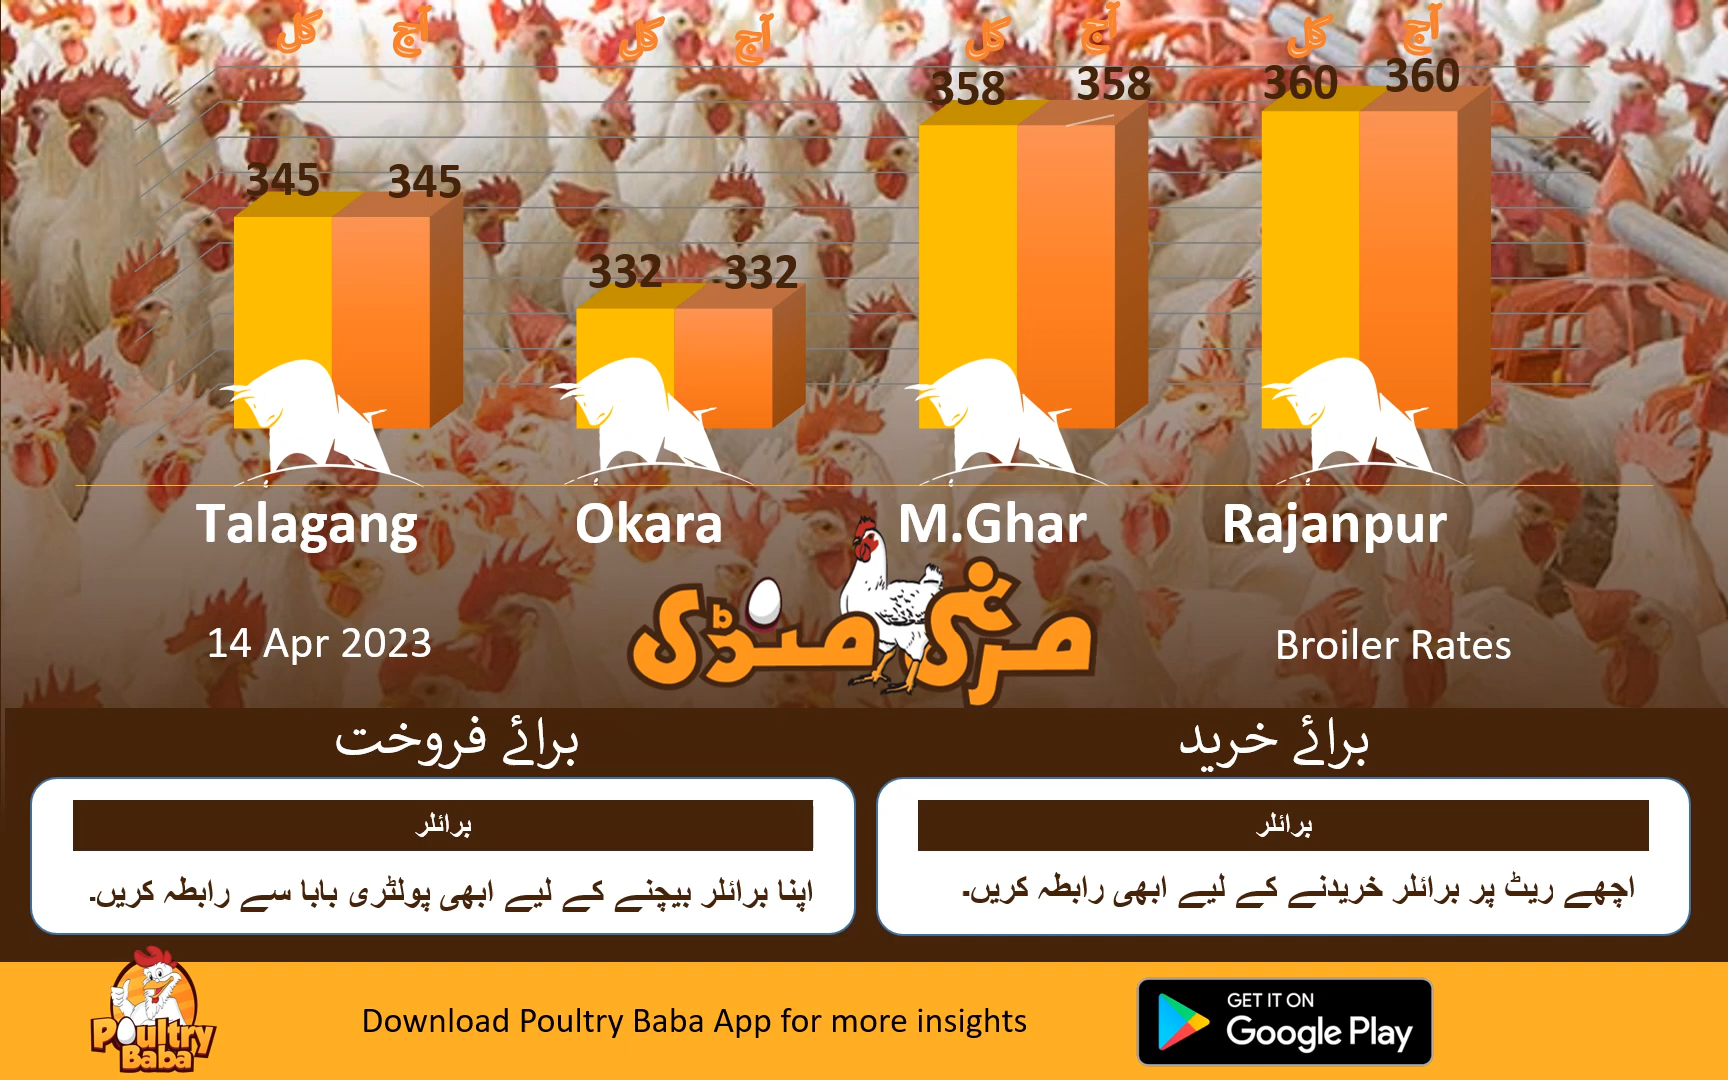 کل آج کل آج کل آج کل آج
345 345 332 332 358 358 360 360
Talagang Okara M.Ghar Rajanpur
14 Apr 2023
مرغی منڈی
Broiler Rates
برائے خرید
برائلر
اچھے ریٹ پر برائلر خریدنے کے لیے ابھی رابطہ کریں۔
برائے فروخت
برائلر
اپنا برائلر بیچنے کے لیے ابھی پولٹری بابا سے رابطہ کریں۔
Poultry
Baba
Download Poultry Baba App for more insights
GET IT ON
Google Play